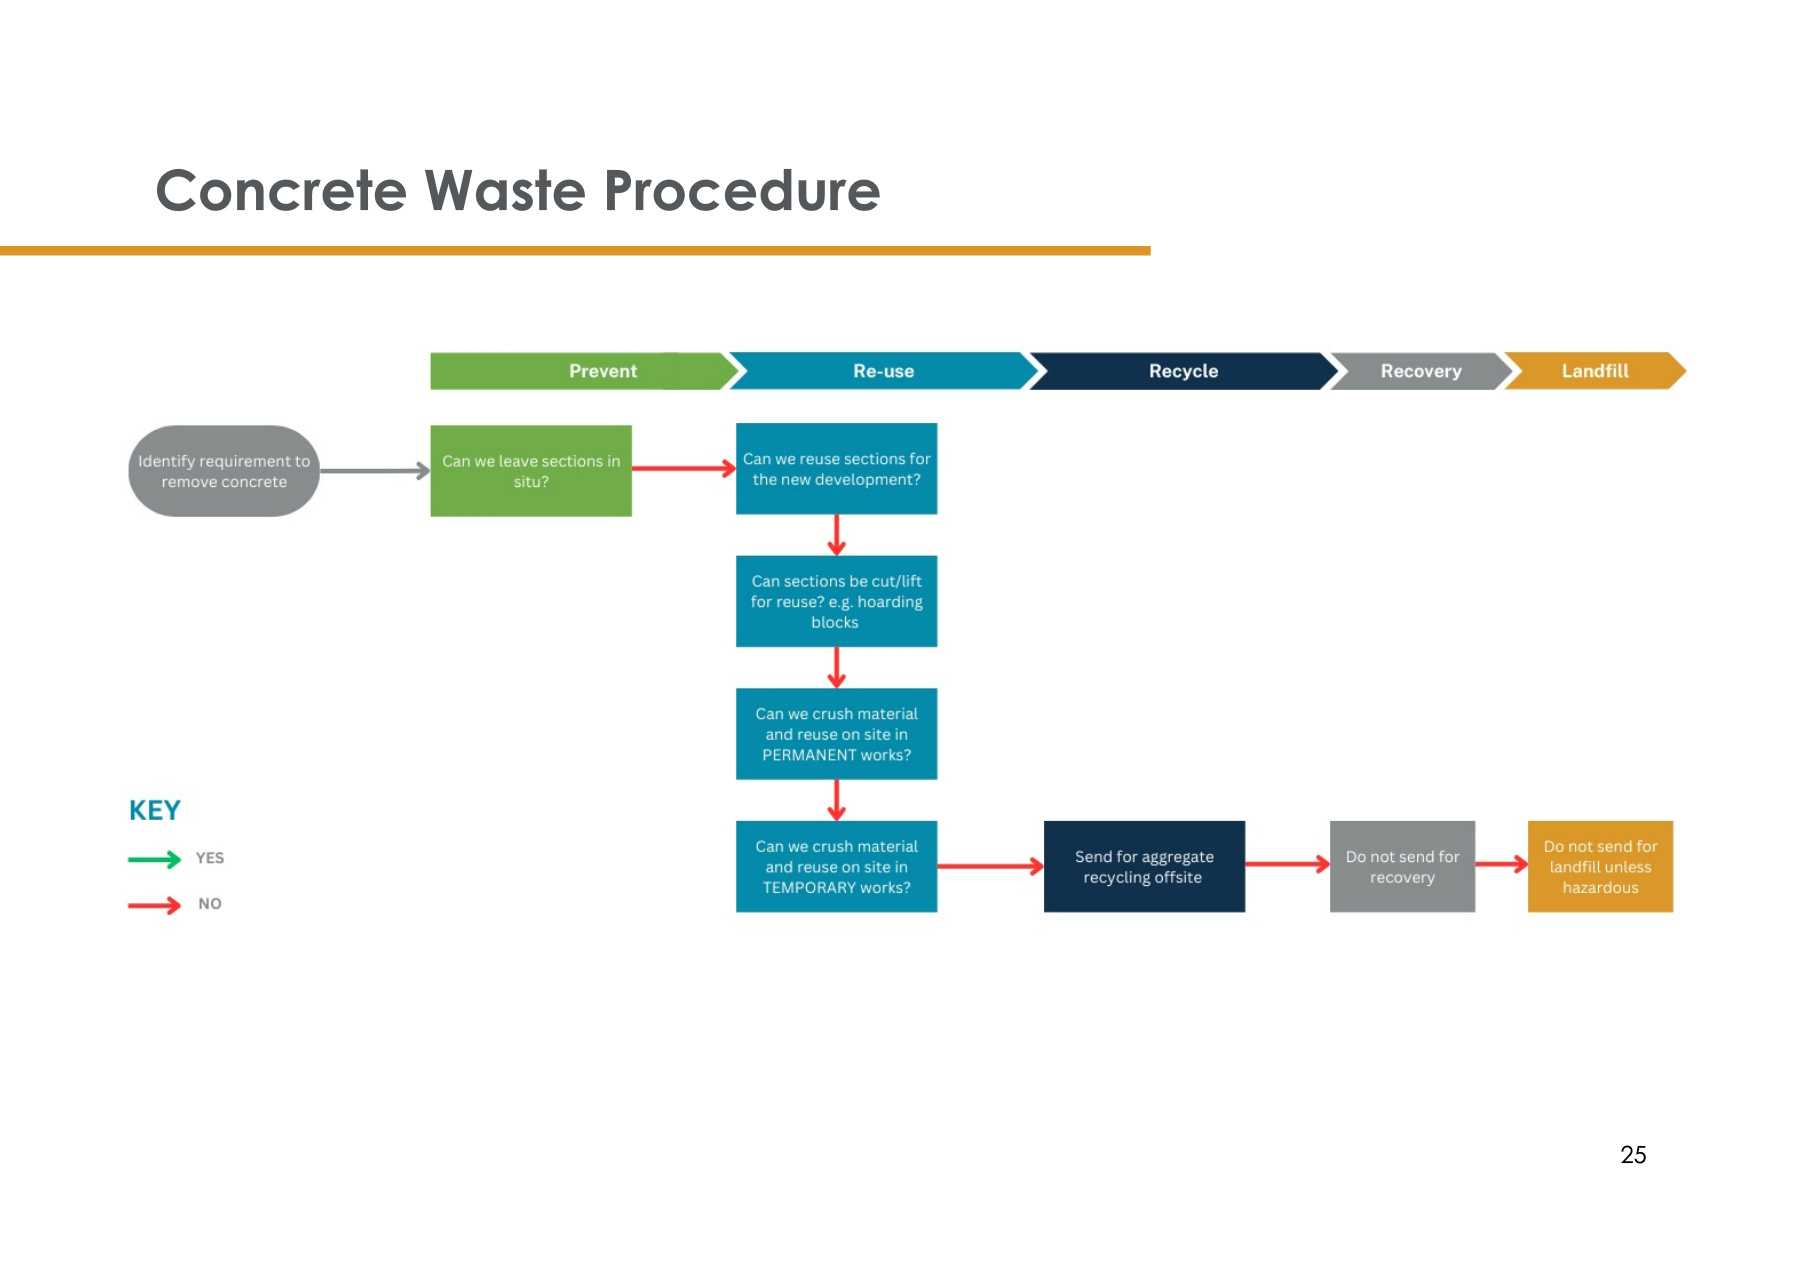 Concrete Waste Procedure
Prevent
Re-use
Recycle
Recovery
Landfill
Identify requirement to
remove concrete
Can we leave sections in
situ?
Can we reuse sections for
the new development?
Can sections be cut/lift
for reuse? e.g. hoarding
blocks
Can we crush material
and reuse on site in
PERMANENT works?
Can we crush material
and reuse on site in
TEMPORARY works?
Send for aggregate
recycling offsite
Do not send for
recovery
Do not send for
landfill unless
hazardous
KEY
YES
NO
25